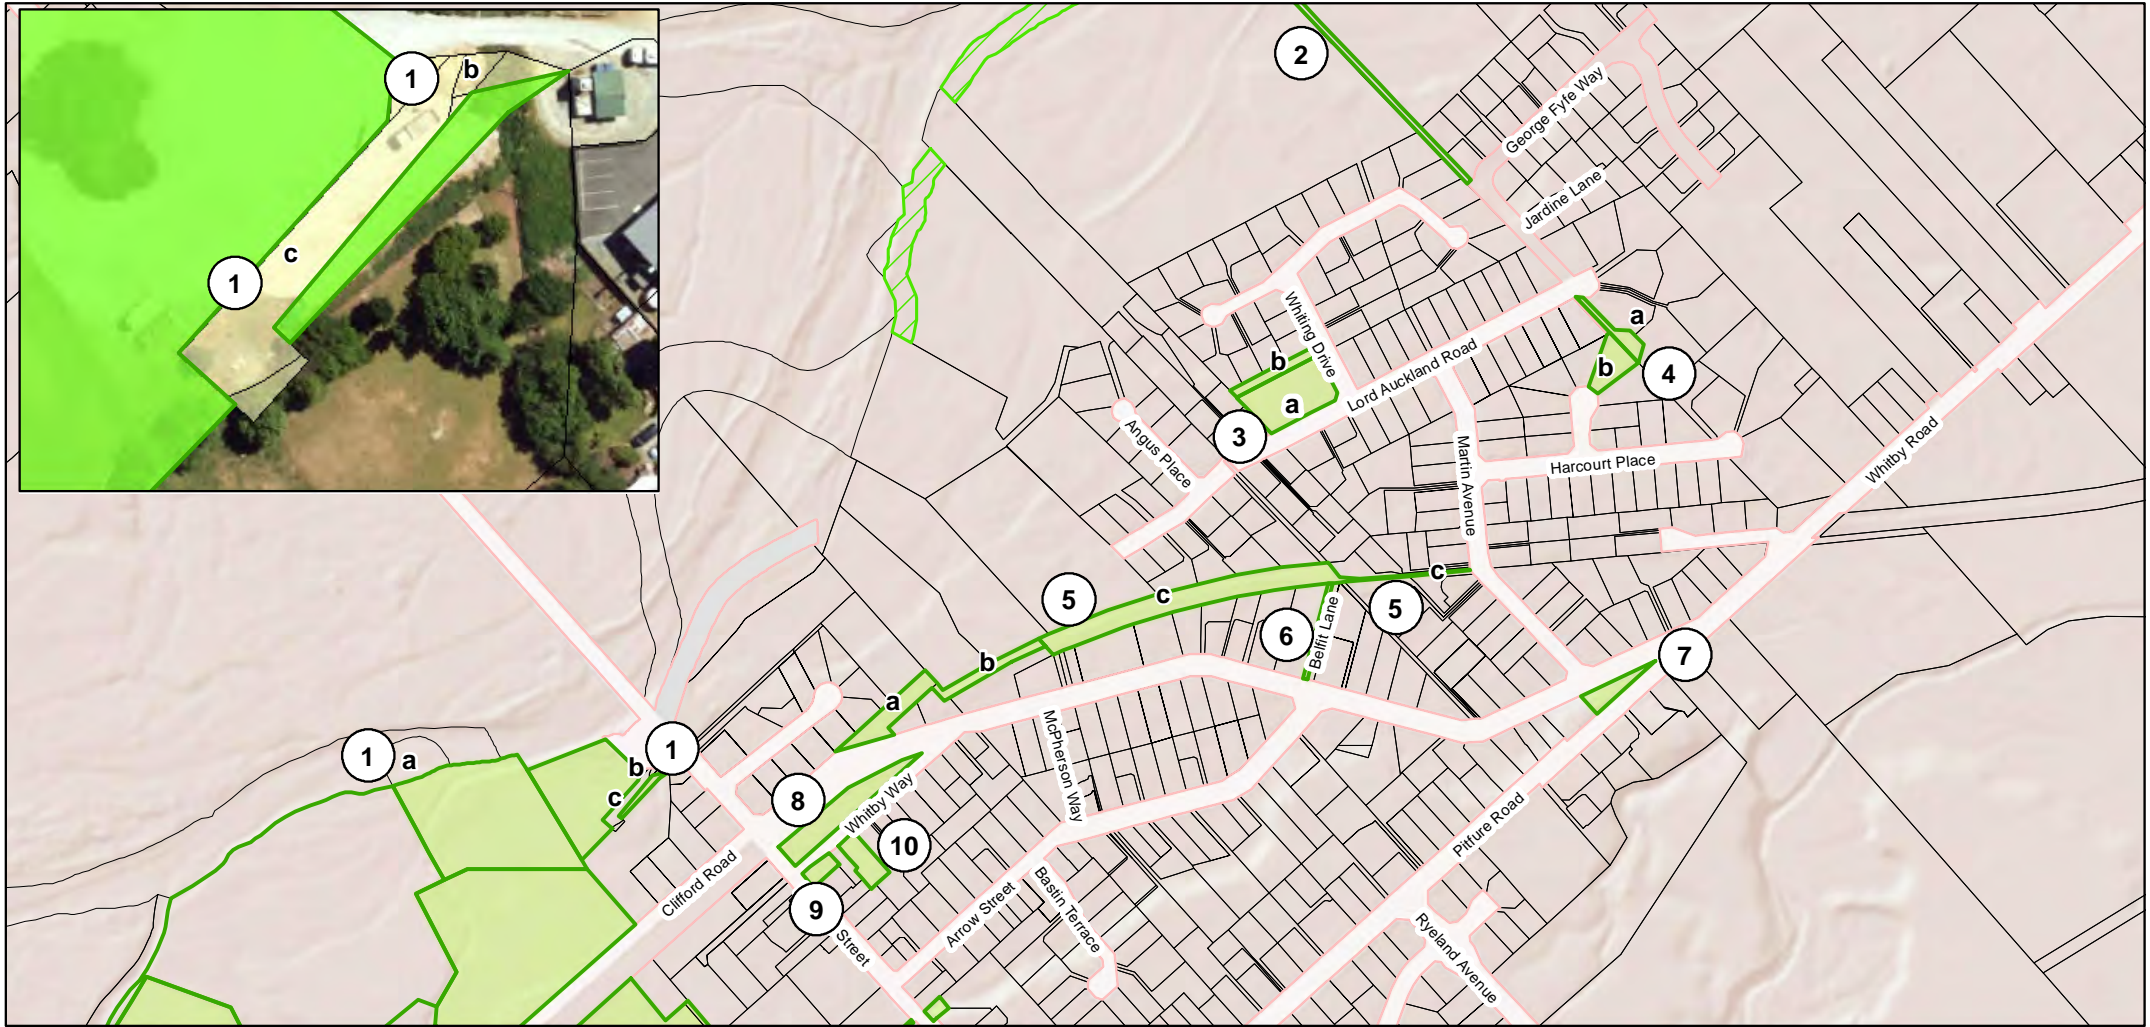 1
b
c
1
2
George Fyfe Way
Jardine Lane
Whiting Drive
b
a
3
Lord Auckland Road
a
b
4
Angus Place
Martin Avenue
Harcourt Place
Whitby Road
5
c
c
5
6
Belfit Lane
b
a
7
1
a
b
1
c
8
Whitby Way
McPherson Way
10
9
Clifford Road
Street
Arrow Street
Bastin Terrace
Pitfure Road
Ryeland Avenue